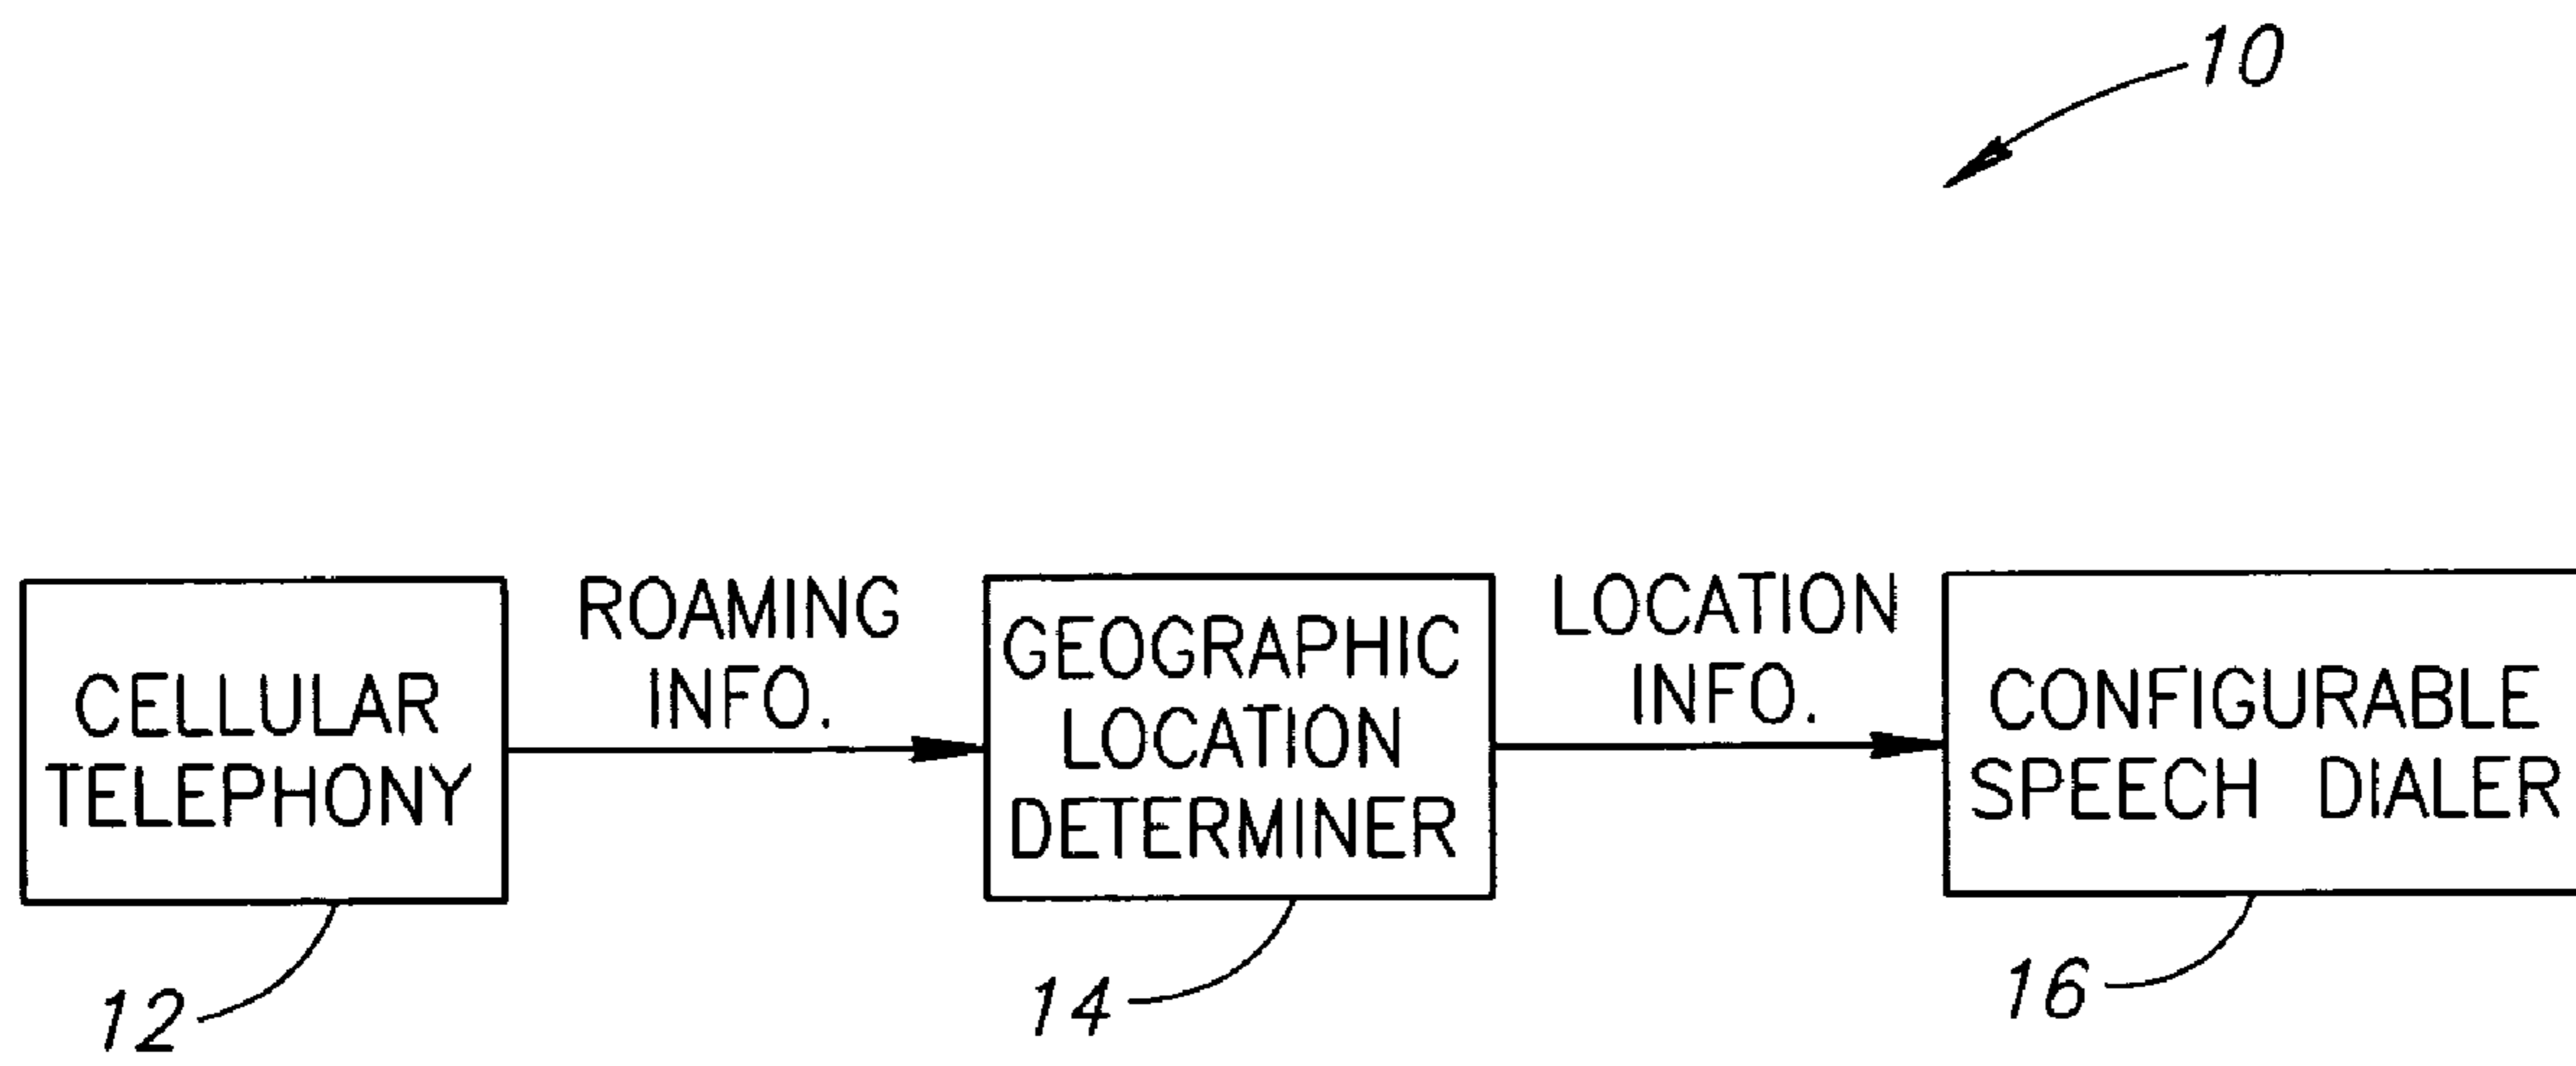 10
ROAMING
INFO.
LOCATION
INFO.
CELLULAR
TELEPHONY
GEOGRAPHIC
LOCATION
DETERMINER
CONFIGURABLE
SPEECH DIALER
12
14
16